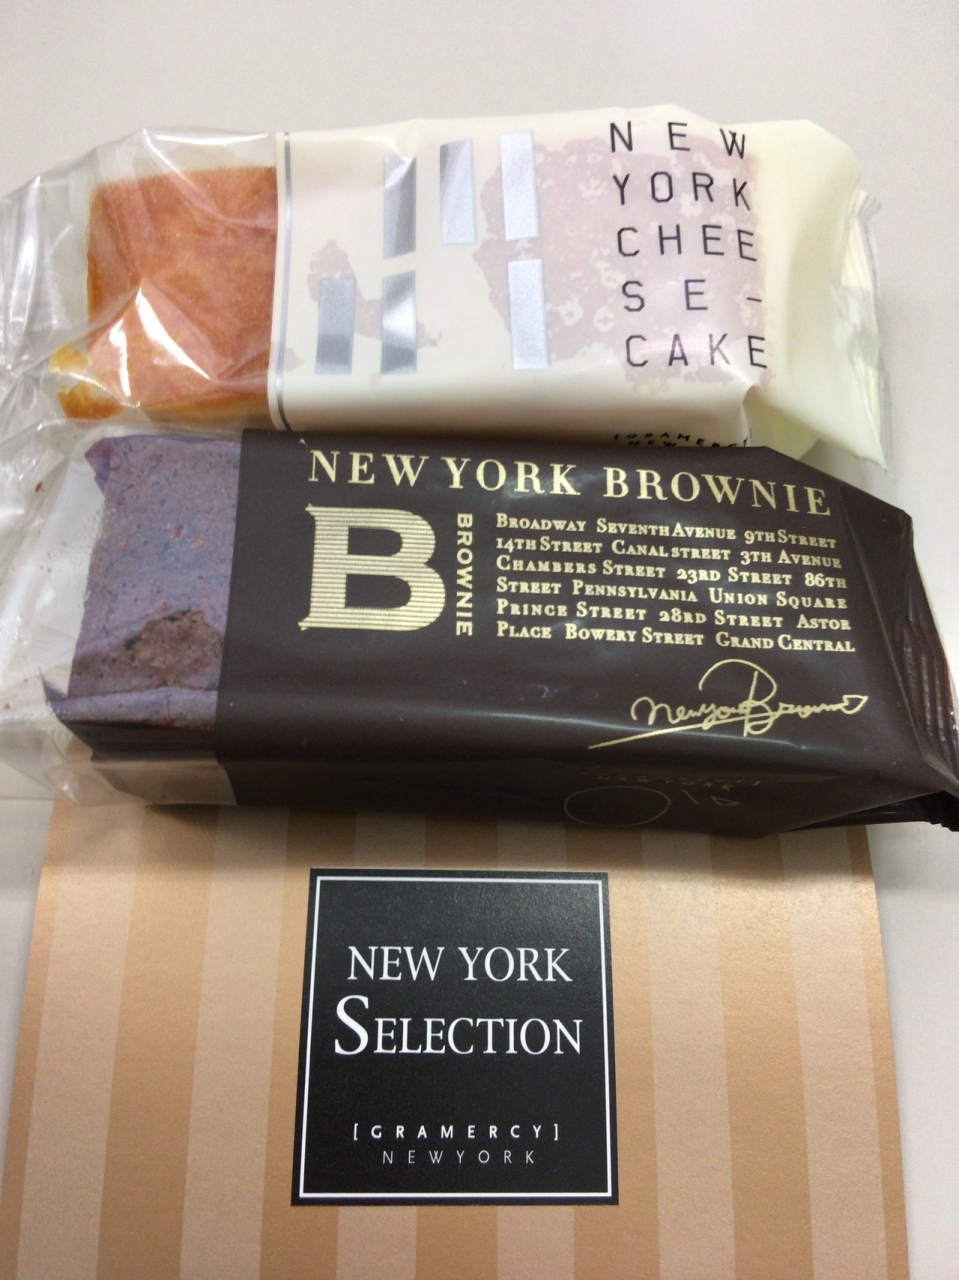 NEW
YORK
CHEE
SE-
CAKE
[GRAMERCY]
NEW
NEW YORK BROWNIE
B
BROWNIE
BROADWAY SEVENTH AVENUE 9TH STREET
14TH STREET CANAL STREET 3TH AVENUE
CHAMBERS STREET 23RD STREET 86TH
STREET PENNSYLVANIA UNION SQUARE
PRINCE STREET 28RD STREET ASTOR
PLACE BOWERY STREET GRAND CENTRAL
NEW YORK
SELECTION
[GRAMERCY]
NEWYORK